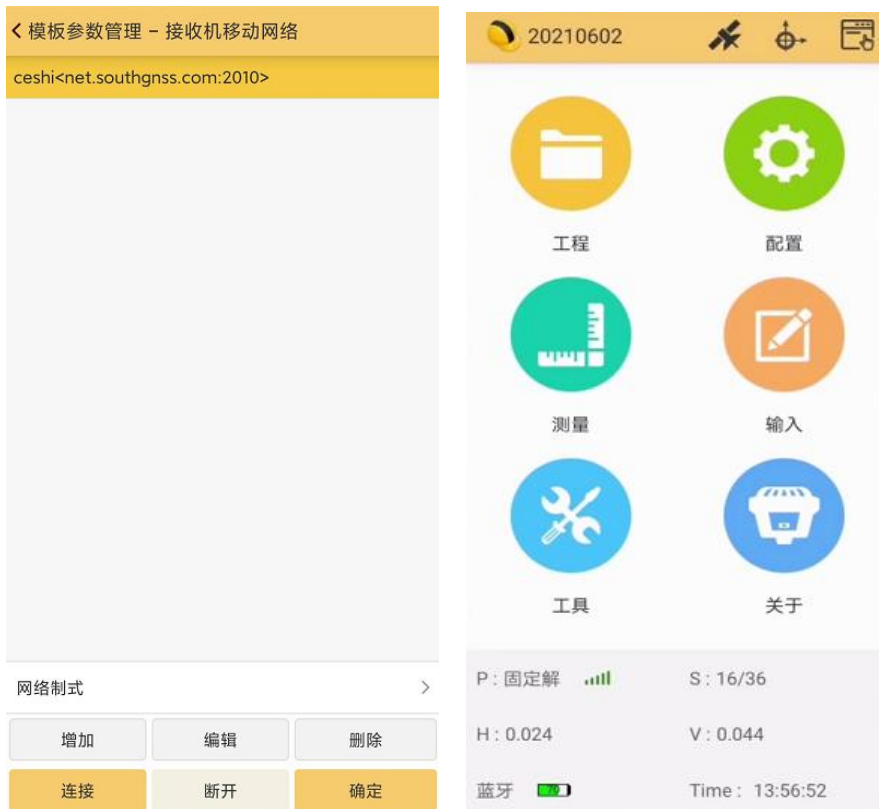 模板参数管理 – 接收机移动网络
ceshi<net.southgnss.com:2010>
网络制式
增加 编辑 删除
连接 断开 确定
20210602
工程 配置
测量 输入
工具 关于
P : 固定解 S : 16/36
H : 0.024 V : 0.044
蓝牙 70 Time : 13:56:52